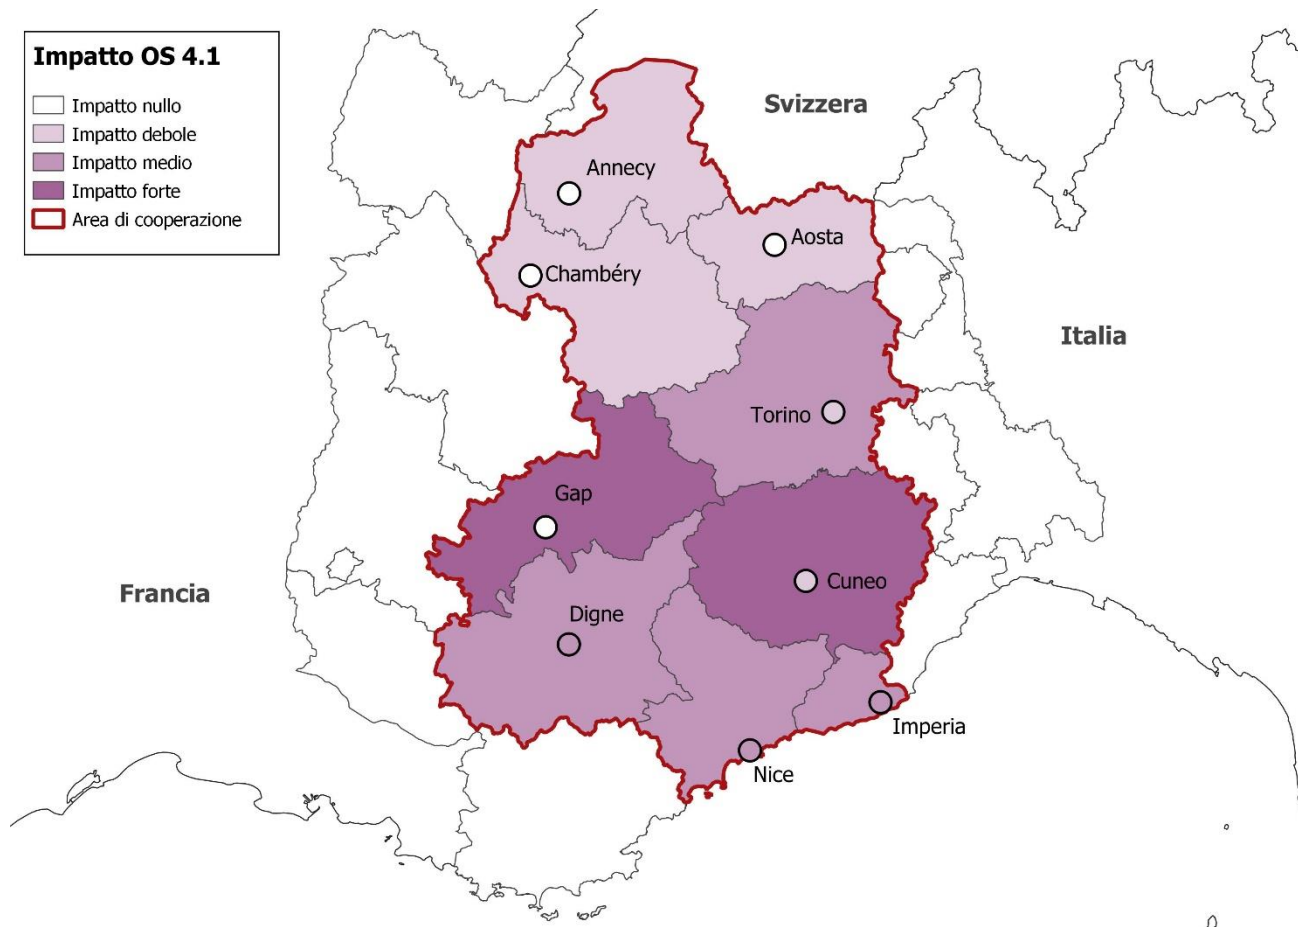 Impatto OS 4.1
Impatto nullo
Impatto debole
Impatto medio
Impatto forte
Area di cooperazione
Svizzera
Annecy
Aosta
Chambéry
Italia
Torino
Gap
Cuneo
Francia
Digne
Imperia
Nice